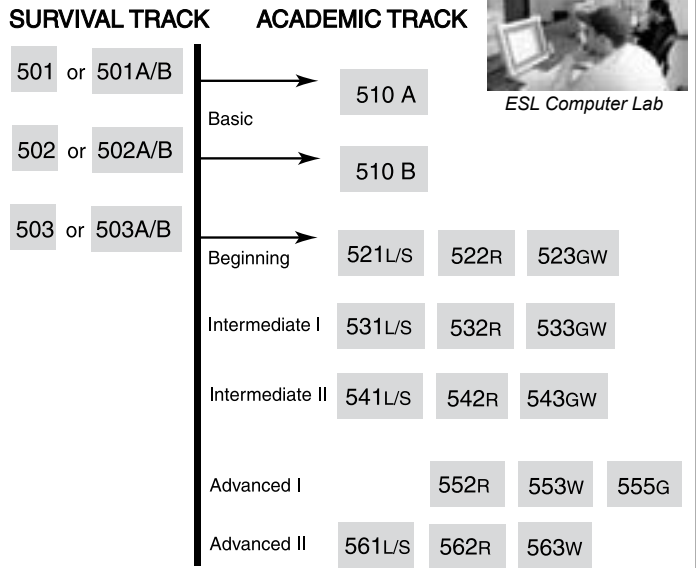 SURVIVAL TRACK ACADEMIC TRACK
501 or 501A/B
510 A
ESL Computer Lab
Basic
502 or 502A/B
510 B
503 or 503A/B
Beginning 521L/S 522R 523GW
Intermediate I 531L/S 532R 533GW
Intermediate II 541L/S 542R 543GW
Advanced I 552R 553W 555G
Advanced II 561L/S 562R 563W